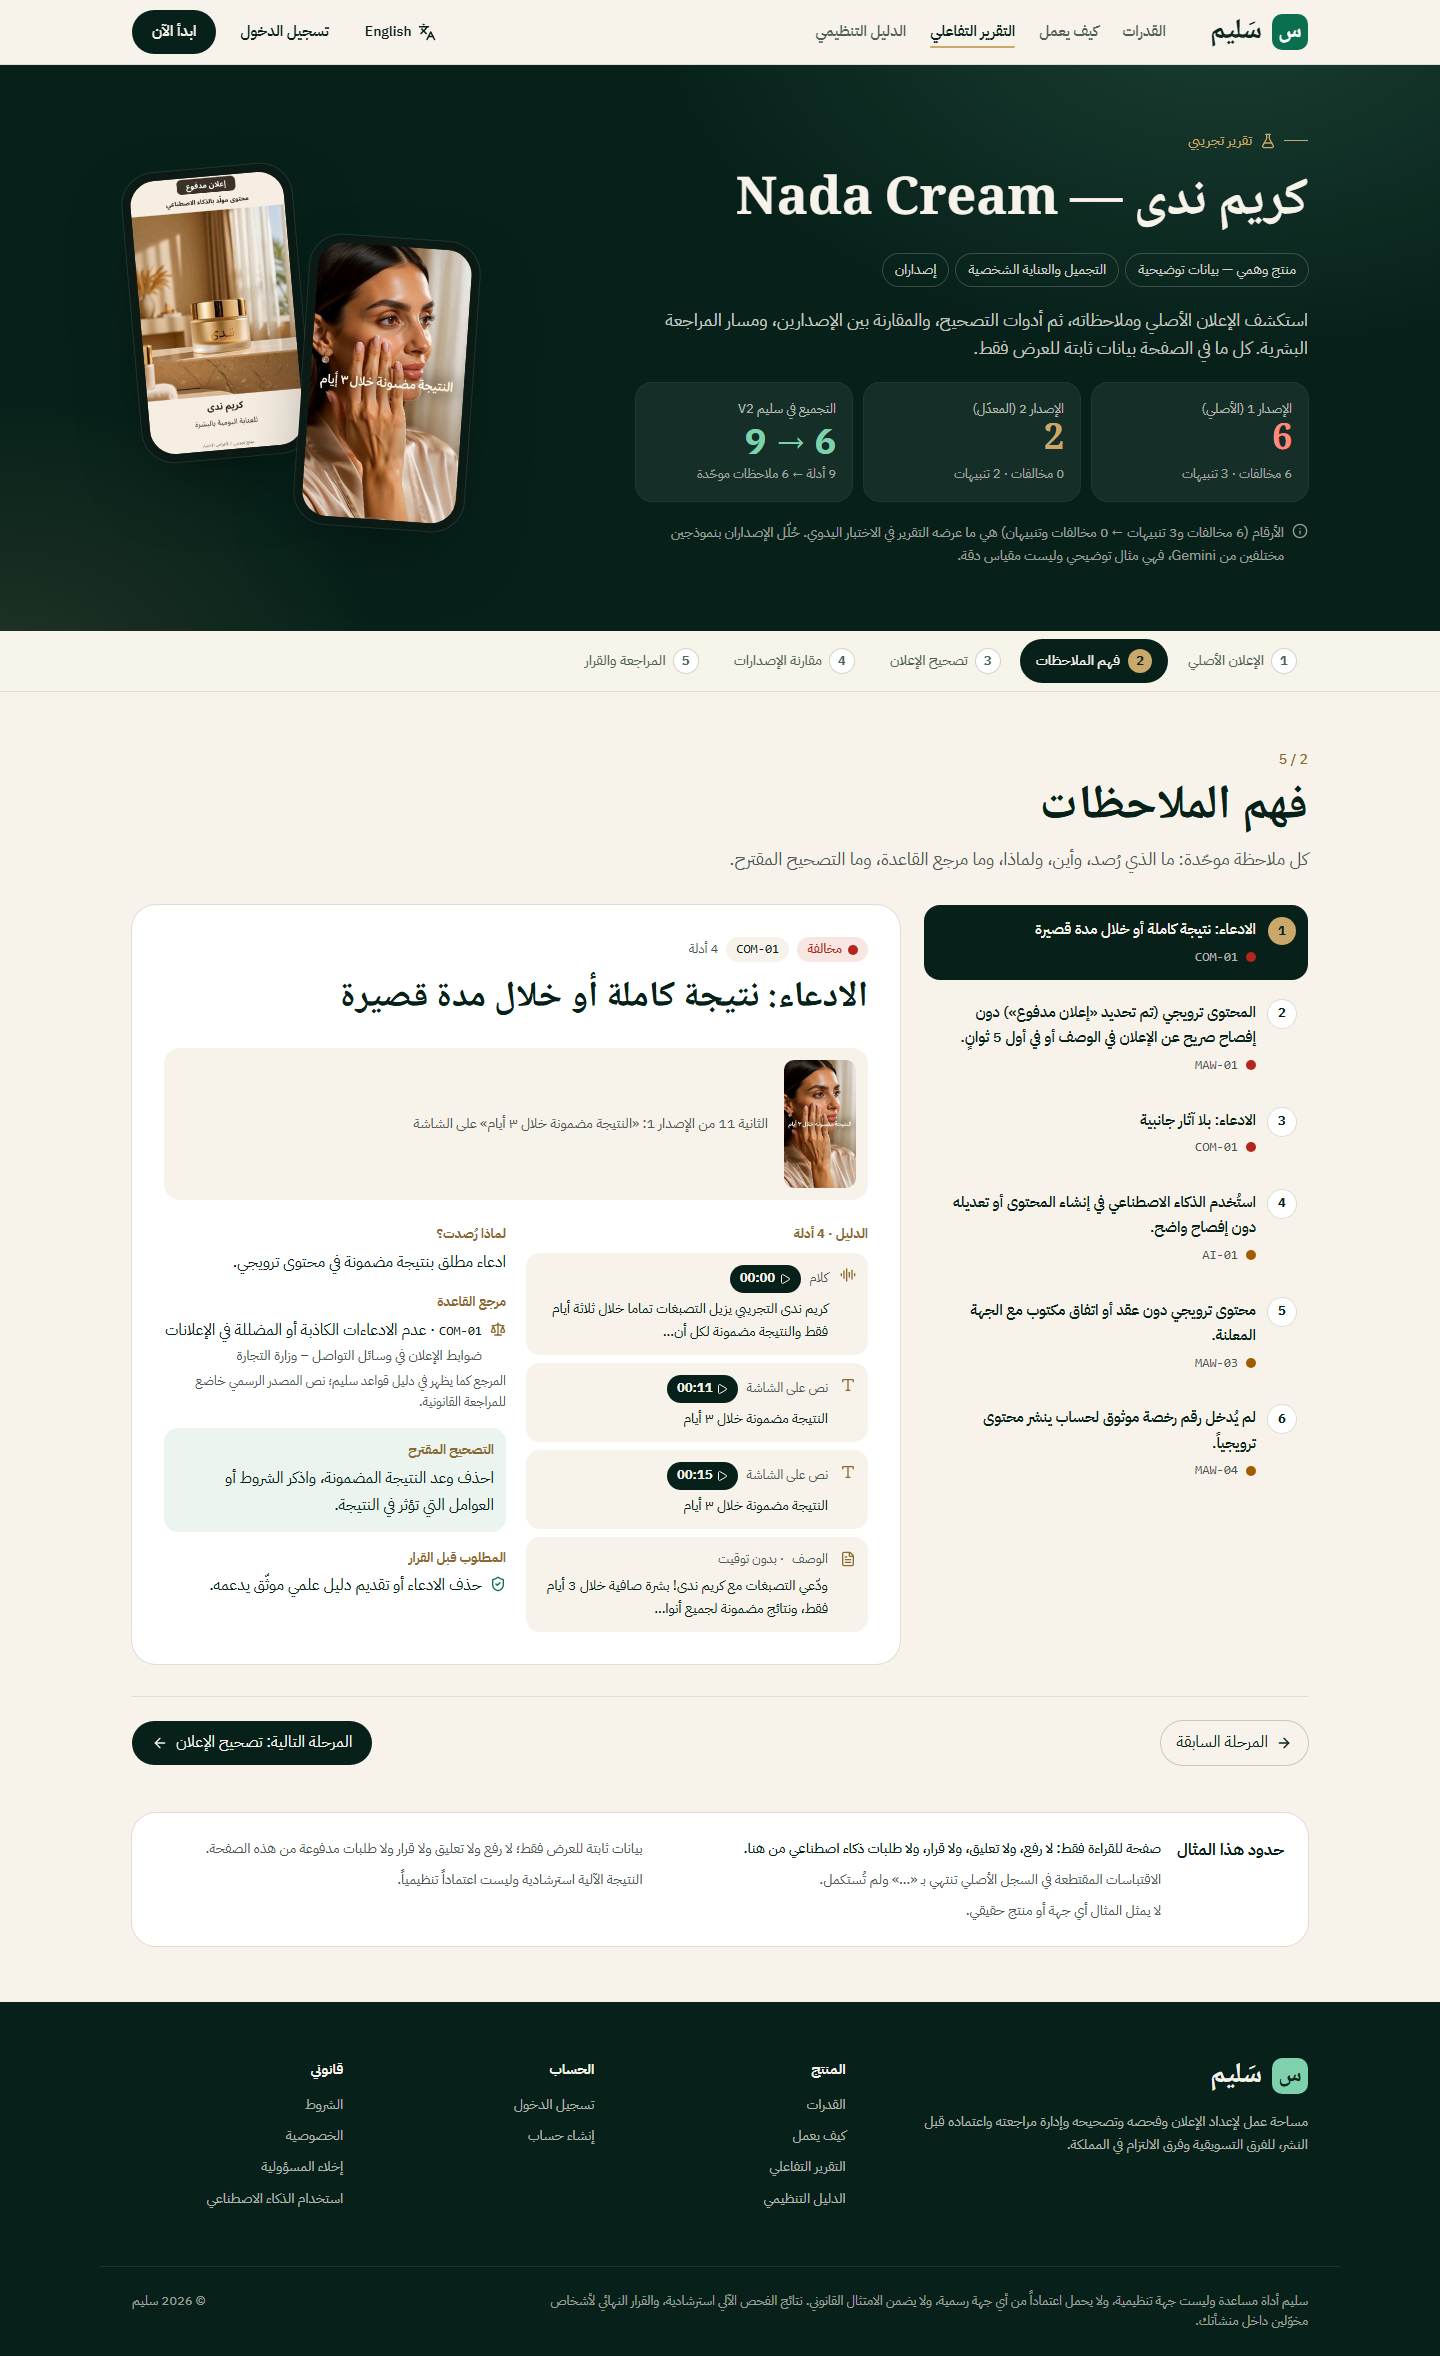 س سَليم
القدرات
كيف يعمل
التقرير التفاعلي
الدليل التنظيمي
English
تسجيل الدخول
ابدأ الآن
تقرير تجريبي
كريم ندى — Nada Cream
منتج وهمي — بيانات توضيحية
التجميل والعناية الشخصية
إصداران
استكشف الإعلان الأصلي وملاحظاته، ثم أدوات التصحيح، والمقارنة بين الإصدارين، ومسار المراجعة
البشرية. كل ما في الصفحة بيانات ثابتة للعرض فقط.
الإصدار 1 (الأصلي)
6
6 مخالفات · 3 تنبيهات
الإصدار 2 (المعدّل)
2
0 مخالفات · 2 تنبيهات
التجميع في سليم V2
9 → 6
9 أدلة ← 6 ملاحظات موحّدة
الأرقام (6 مخالفات و3 تنبيهات ← 0 مخالفات وتنبيهان) هي ما عرضه التقرير في الاختبار اليدوي. حُلّل الإصداران بنموذجين
مختلفين من Gemini، فهي مثال توضيحي وليست مقياس دقة.
النتيجة مضمونة خلال ٣ أيام
إعلان مدفوع
محتوى مولّد بالذكاء الاصطناعي
ندى
كريم ندى
للعناية اليومية بالبشرة
1 الإعلان الأصلي
2 فهم الملاحظات
3 تصحيح الإعلان
4 مقارنة الإصدارات
5 المراجعة والقرار
5 / 2
فهم الملاحظات
كل ملاحظة موحّدة: ما الذي رُصد، وأين، ولماذا، وما مرجع القاعدة، وما التصحيح المقترح.
1 الادعاء: نتيجة كاملة أو خلال مدة قصيرة
COM-01
2 المحتوى ترويجي (تم تحديد «إعلان مدفوع») دون
إفصاح صريح عن الإعلان في الوصف أو في أول 5 ثوانٍ.
MAW-01
3 الادعاء: بلا آثار جانبية
COM-01
4 استُخدم الذكاء الاصطناعي في إنشاء المحتوى أو تعديله
دون إفصاح واضح.
AI-01
5 محتوى ترويجي دون عقد أو اتفاق مكتوب مع الجهة
المعلنة.
MAW-03
6 لم يُدخل رقم رخصة موثوق لحساب ينشر محتوى
ترويجياً.
MAW-04
مخالفة
COM-01
4 أدلة
الادعاء: نتيجة كاملة أو خلال مدة قصيرة
النتيجة مضمونة خلال ٣ أيام
الثانية 11 من الإصدار 1: «النتيجة مضمونة خلال ٣ أيام» على الشاشة
الدليل · 4 أدلة
كلام 00:00
كريم ندى التجريبي يزيل التصبغات تماما خلال ثلاثة أيام
فقط والنتيجة مضمونة لكل أن...
نص على الشاشة 00:11
النتيجة مضمونة خلال ٣ أيام
نص على الشاشة 00:15
النتيجة مضمونة خلال ٣ أيام
الوصف · بدون توقيت
ودّعي التصبغات مع كريم ندى! بشرة صافية خلال 3 أيام
فقط، ونتائج مضمونة لجميع أنوا...
لماذا رُصدت؟
ادعاء مطلق بنتيجة مضمونة في محتوى ترويجي.
مرجع القاعدة
COM-01 · عدم الادعاءات الكاذبة أو المضللة في الإعلانات
ضوابط الإعلان في وسائل التواصل – وزارة التجارة
المرجع كما يظهر في دليل قواعد سليم؛ نص المصدر الرسمي خاضع
للمراجعة القانونية.
التصحيح المقترح
احذف وعد النتيجة المضمونة، واذكر الشروط أو
العوامل التي تؤثر في النتيجة.
المطلوب قبل القرار
حذف الادعاء أو تقديم دليل علمي موثّق يدعمه.
المرحلة السابقة
المرحلة التالية: تصحيح الإعلان
حدود هذا المثال
صفحة للقراءة فقط: لا رفع، ولا تعليق، ولا قرار، ولا طلبات ذكاء اصطناعي من هنا.
بيانات ثابتة للعرض فقط؛ لا رفع ولا تعليق ولا قرار ولا طلبات مدفوعة من هذه الصفحة.
الاقتباسات المقتطعة في السجل الأصلي تنتهي بـ «...» ولم تُستكمل.
النتيجة الآلية استرشادية وليست اعتماداً تنظيمياً.
لا يمثل المثال أي جهة أو منتج حقيقي.
س سَليم
مساحة عمل لإعداد الإعلان وفحصه وتصحيحه وإدارة مراجعته واعتماده قبل
النشر، للفرق التسويقية وفرق الالتزام في المملكة.
المنتج
القدرات
كيف يعمل
التقرير التفاعلي
الدليل التنظيمي
الحساب
تسجيل الدخول
إنشاء حساب
قانوني
الشروط
الخصوصية
إخلاء المسؤولية
استخدام الذكاء الاصطناعي
سليم أداة مساعدة وليست جهة تنظيمية، ولا يحمل اعتماداً من أي جهة رسمية، ولا يضمن الامتثال القانوني. نتائج الفحص الآلي استرشادية، والقرار النهائي لأشخاص
مخوّلين داخل منشأتك.
© 2026 سليم